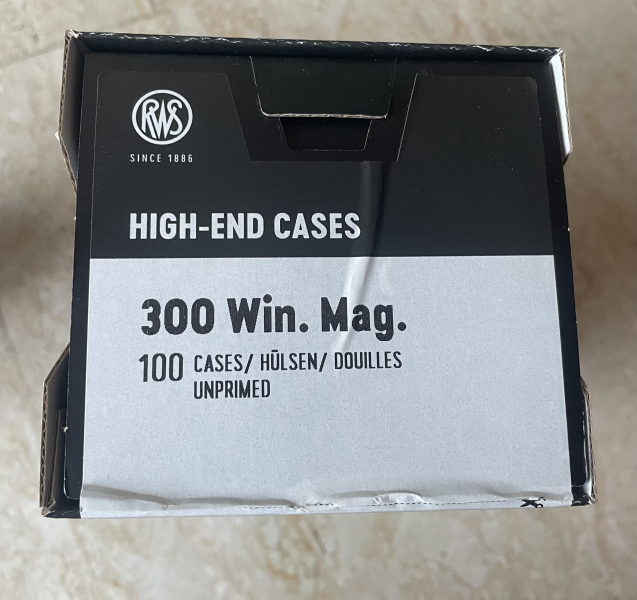 RWS
SINCE 1886
HIGH-END CASES
300 Win. Mag.
100 CASES/ HÜLSEN/ DOUILLES
UNPRIMED